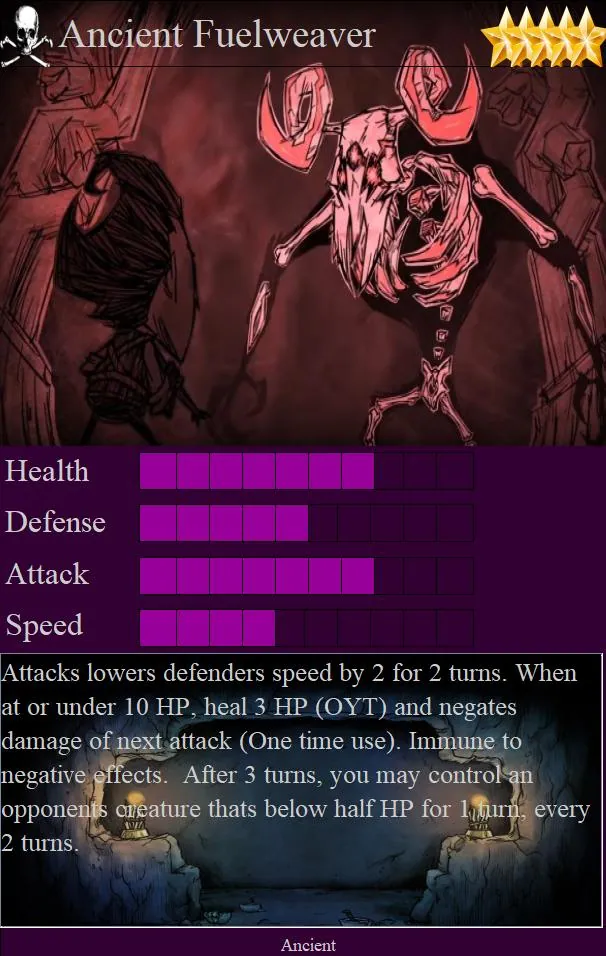 Ancient Fuelweaver
Health
Defense
Attack
Speed
Attacks lowers defenders speed by 2 for 2 turns. When
at or under 10 HP, heal 3 HP (OYT) and negates
damage of next attack (One time use). Immune to
negative effects.  After 3 turns, you may control an
opponents creature thats below half HP for 1 turn, every
2 turns.
Ancient